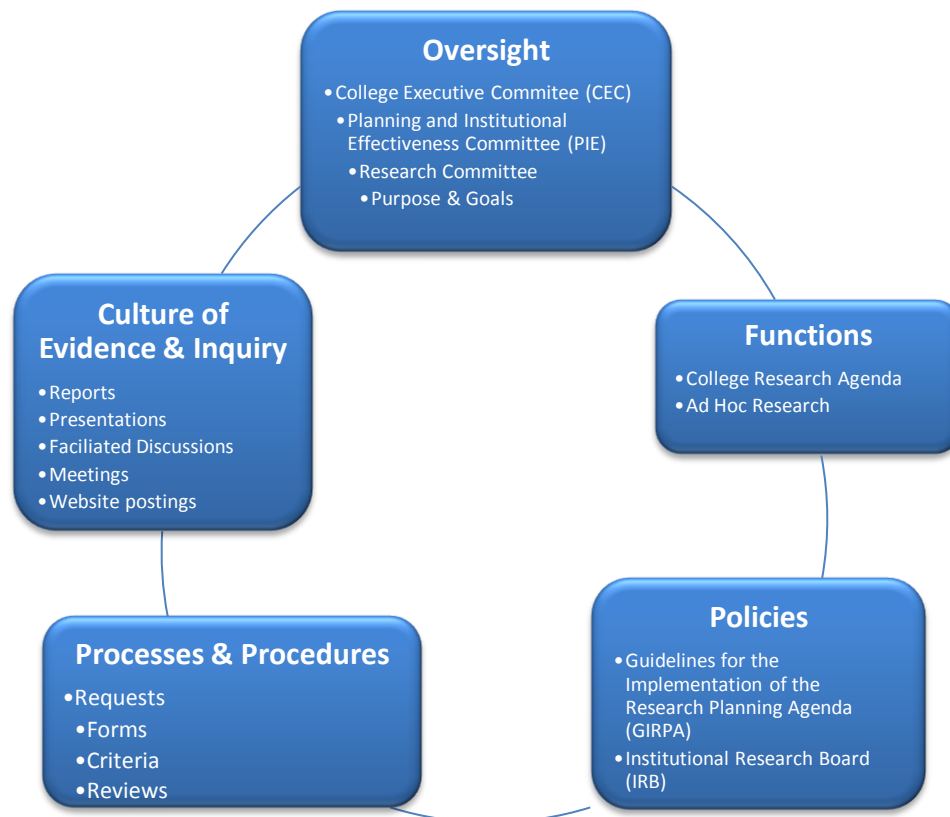 Oversight
•College Executive Commitee (CEC)
•Planning and Institutional
Effectiveness Committee (PIE)
•Research Committee
•Purpose & Goals
Functions
•College Research Agenda
•Ad Hoc Research
Policies
•Guidelines for the
Implementation of the
Research Planning Agenda
(GIRPA)
•Institutional Research Board
(IRB)
Processes & Procedures
•Requests
•Forms
•Criteria
•Reviews
Culture of
Evidence & Inquiry
•Reports
•Presentations
•Faciliated Discussions
•Meetings
•Website postings